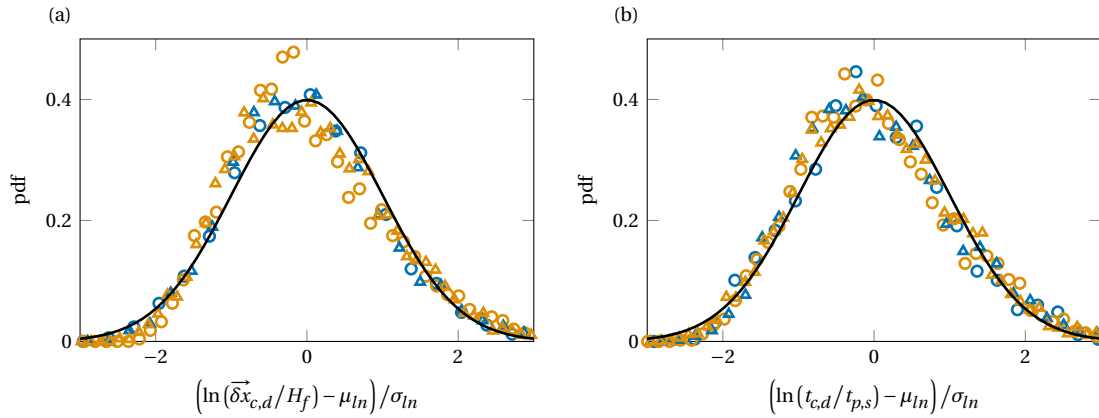 (a)
0.4
0.2
0
pdf
−2
0
2
(ln(δx⃗_{c,d}/H_f) − μ_{ln})/σ_{ln}
(b)
0.4
0.2
0
pdf
−2
0
2
(ln(t_{c,d}/t_{p,s}) − μ_{ln})/σ_{ln}